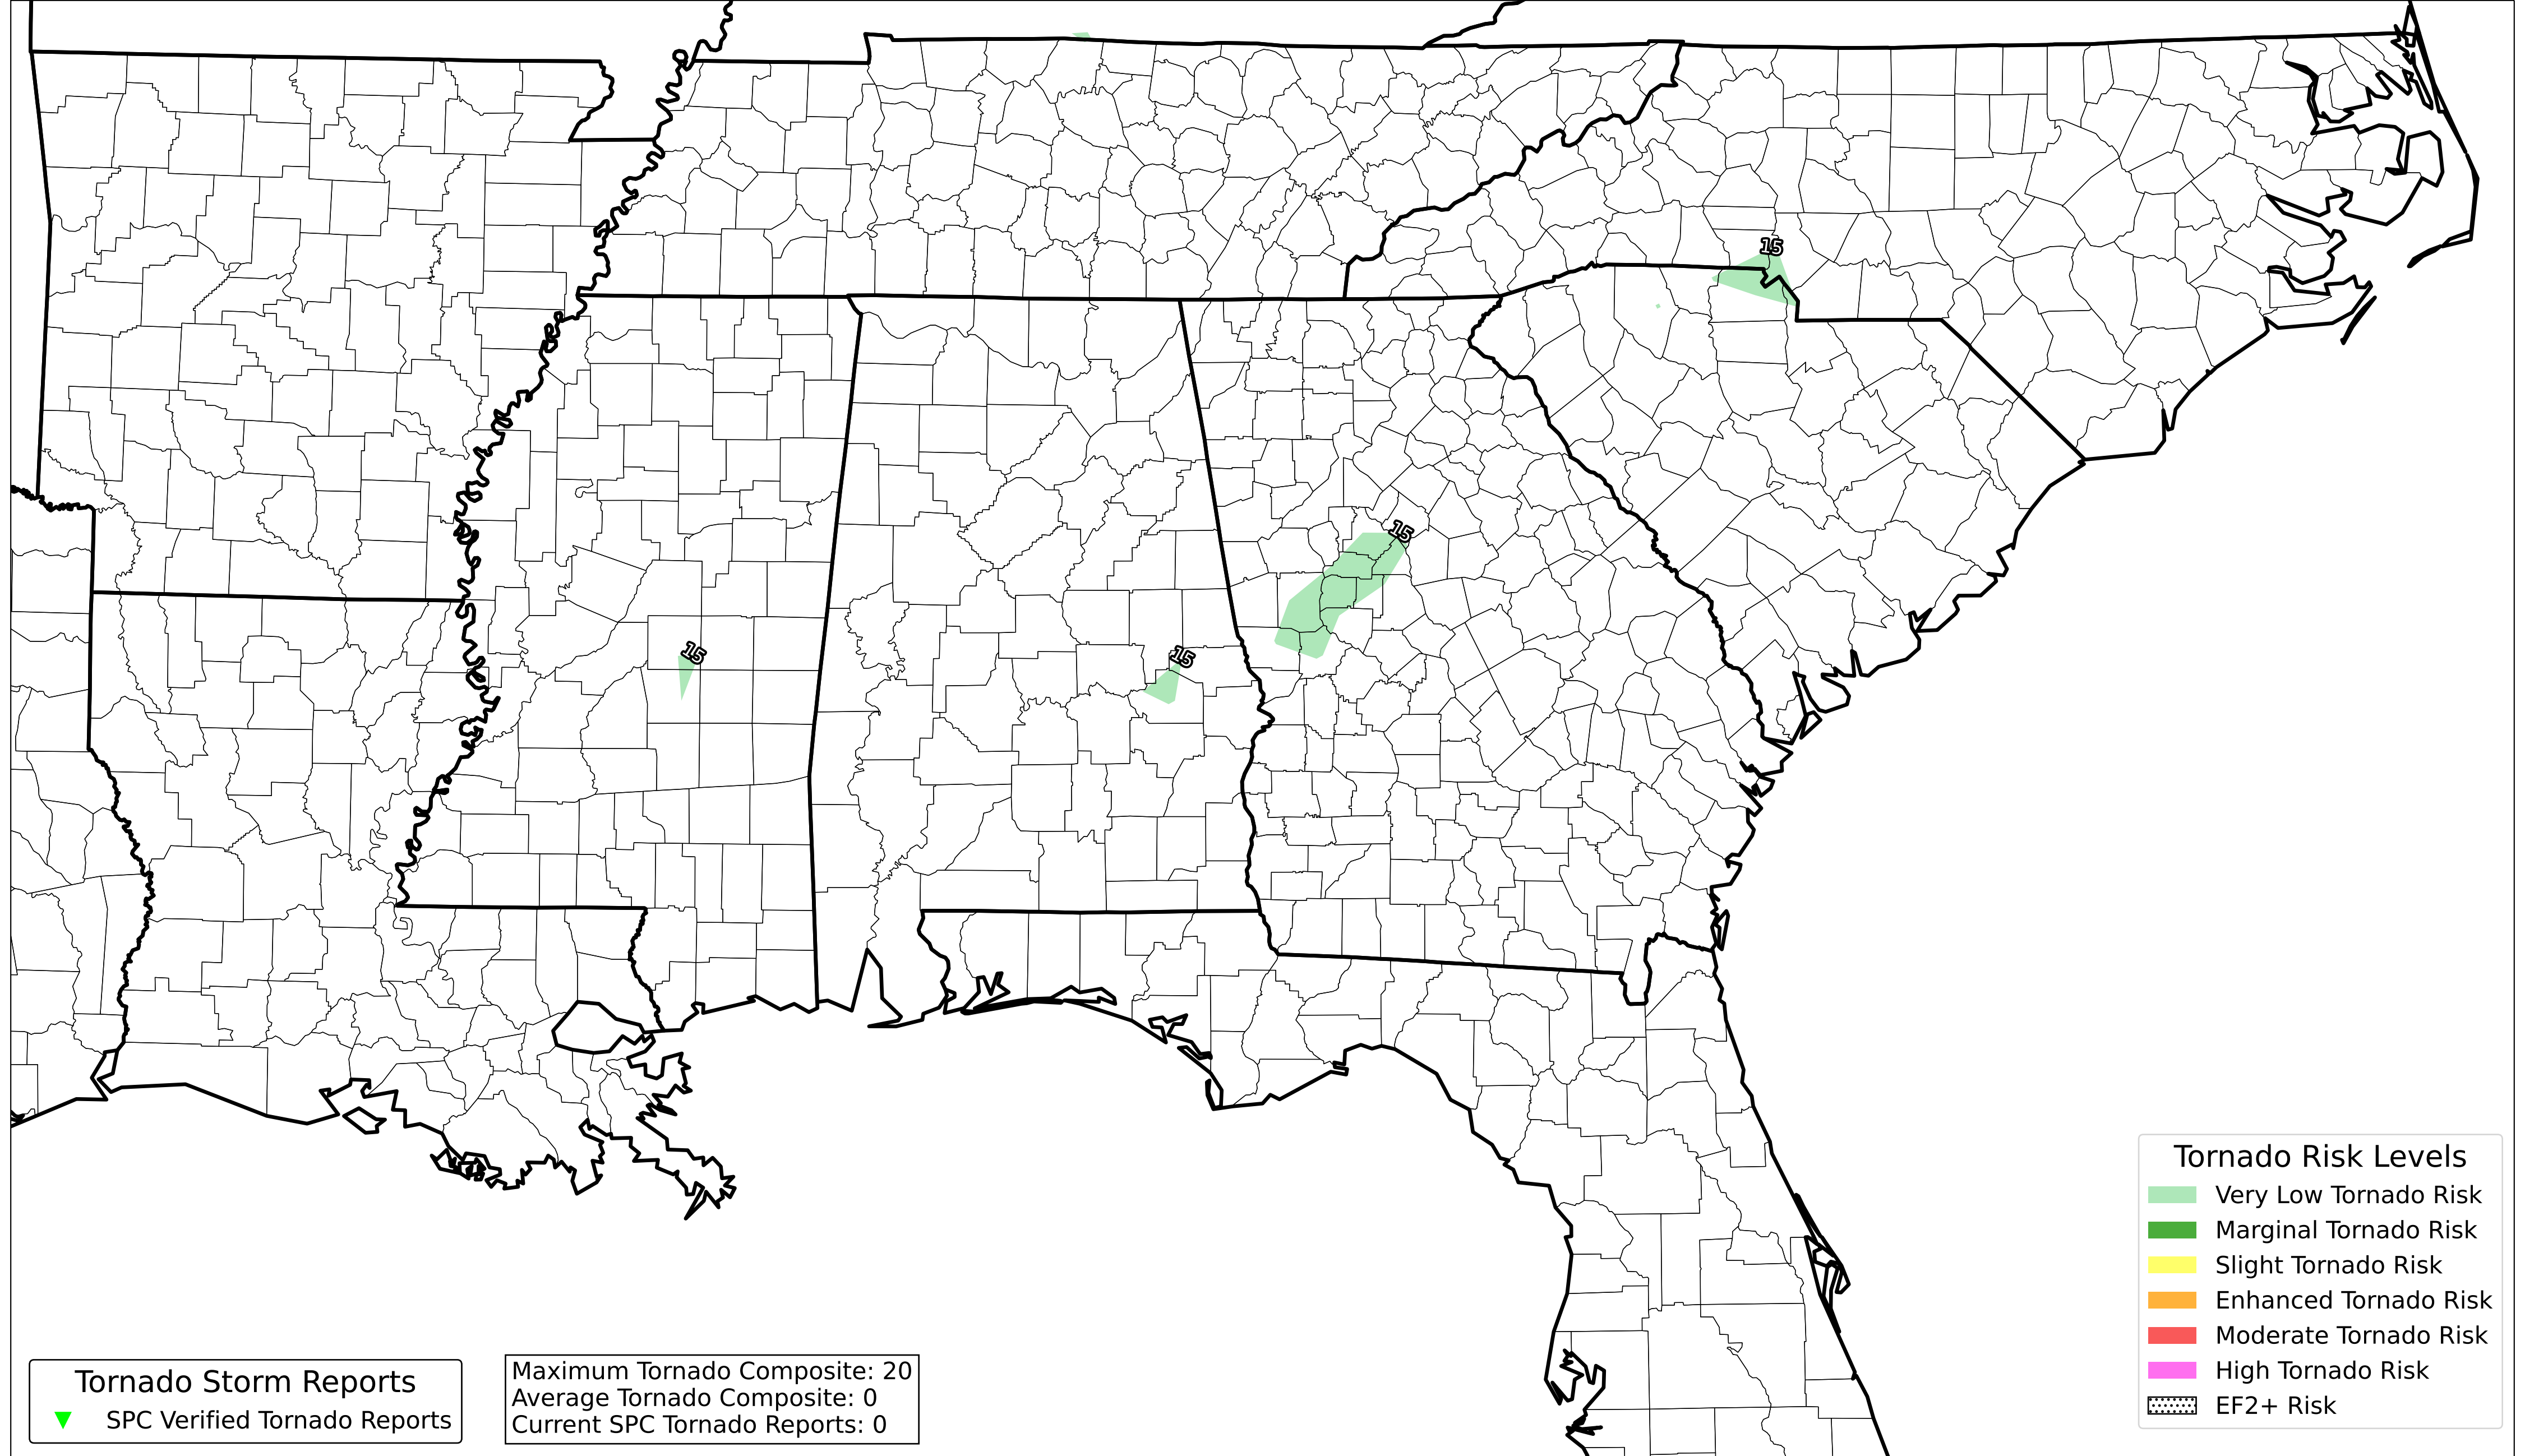 15
15
15
15
Tornado Risk Levels
Very Low Tornado Risk
Marginal Tornado Risk
Slight Tornado Risk
Enhanced Tornado Risk
Moderate Tornado Risk
High Tornado Risk
EF2+ Risk
Tornado Storm Reports
SPC Verified Tornado Reports
Maximum Tornado Composite: 20
Average Tornado Composite: 0
Current SPC Tornado Reports: 0